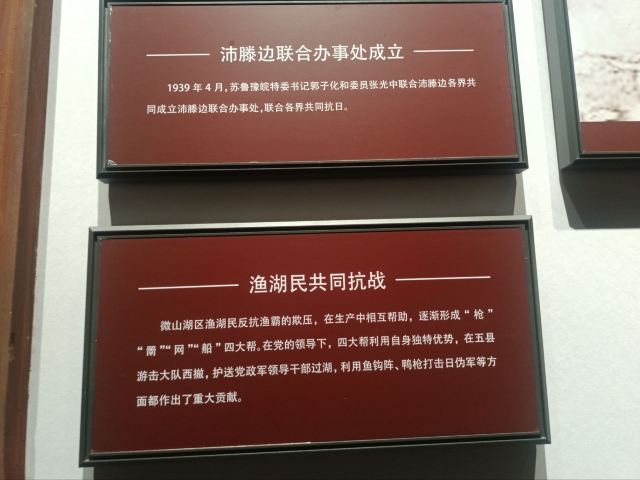 沛滕边联合办事处成立
1939年4月，苏鲁豫皖特委书记郭子化和委员张光中联合沛滕边各界共
同成立沛滕边联合办事处，联合各界共同抗日。
渔湖民共同抗战
微山湖区渔湖民反抗渔霸的欺压，在生产中相互帮助，逐渐形成“枪”
“罱”“网”“船”四大帮。在党的领导下，四大帮利用自身独特优势，在五县
游击大队西撤，护送党政军领导干部过湖，利用鱼钩阵、鸭枪打击日伪军等方
面都作出了重大贡献。